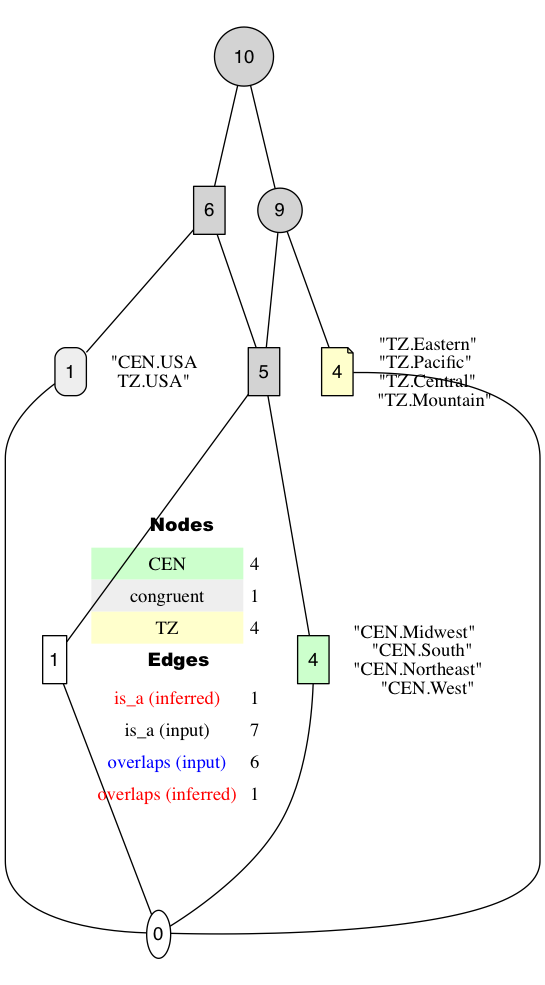 10
6
9
1
"CEN.USA
TZ.USA"
5
4
"TZ.Eastern"
"TZ.Pacific"
"TZ.Central"
"TZ.Mountain"
Nodes
CEN 4
congruent 1
TZ 4
Edges
is_a (inferred) 1
is_a (input) 7
overlaps (input) 6
overlaps (inferred) 1
1
4
"CEN.Midwest"
"CEN.South"
"CEN.Northeast"
"CEN.West"
0